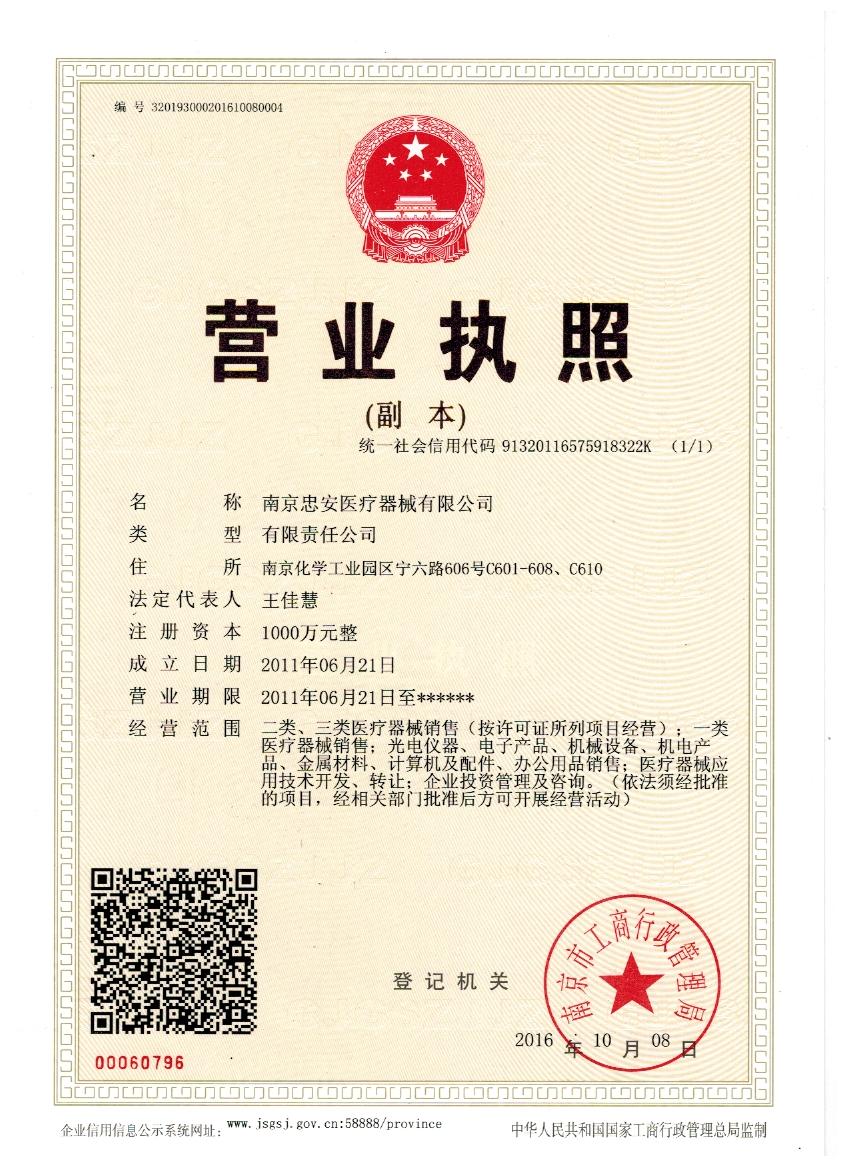 编 号 320193000201610080004
营业执照
(副 本)
统一社会信用代码 91320116575918322K （1/1）
名 称 南京忠安医疗器械有限公司
类 型 有限责任公司
住 所 南京化学工业园区宁六路606号C601-608、C610
法定代表人 王佳慧
注册资本 1000万元整
成立日期 2011年06月21日
营业期限 2011年06月21日至******
经营范围 二类、三类医疗器械销售（按许可证所列项目经营）；一类
医疗器械销售；光电仪器、电子产品、机械设备、机电产
品、金属材料、计算机及配件、办公用品销售；医疗器械应
用技术开发、转让；企业投资管理及咨询。（依法须经批准
的项目，经相关部门批准后方可开展经营活动）
登记机关
南京市工商行政管理局
2016 年 10 月 08 日
00060796
企业信用信息公示系统网址： www.jsgsj.gov.cn:58888/province
中华人民共和国国家工商行政管理总局监制